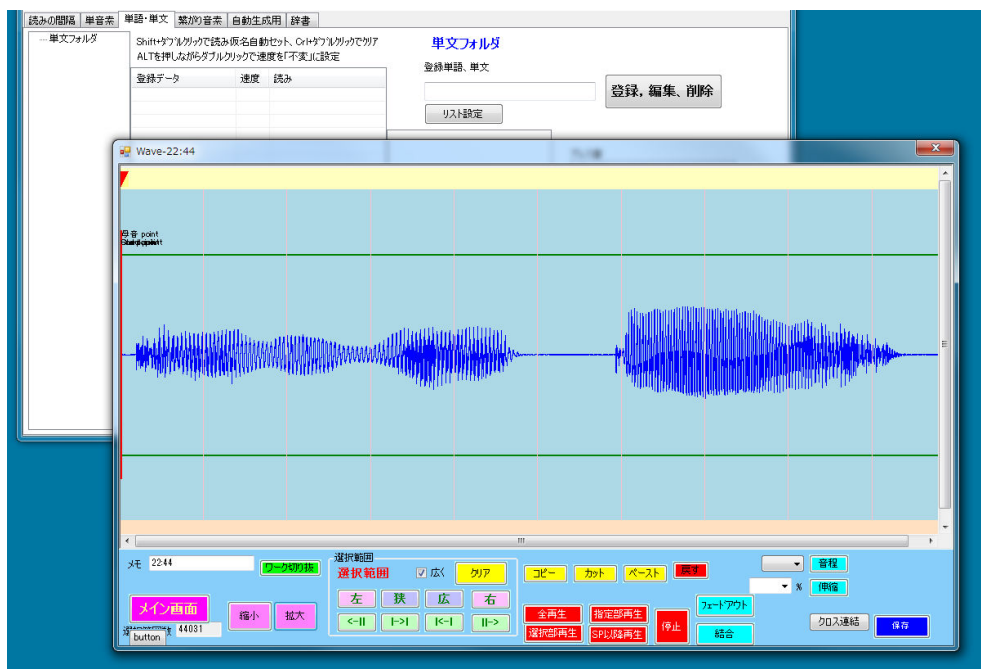 読みの間隔 単音素 単語・単文 繋がり音素 自動生成用 辞書
単文フォルダ
Shift+ダブルクリックで読み仮名自動セット、Crl+ダブルクリックでクリア
ALTを押しながらダブルクリックで速度を「不変」に設定
登録データ 速度 読み
単文フォルダ
登録単語、単文
登録，編集、削除
リスト設定
Wave-22:44
母音 point
メモ 22:44
ワーク切り抜
選択範囲
選択範囲 広く クリア
左 狭 広 右
<-|| |->| |<-| ||->
コピー カット ペースト 戻す
全再生 指定部再生
選択部再生 SP以降再生
停止
フェードアウト
結合
音程
% 伸縮
クロス連結 保存
メイン画面 縮小 拡大
44031
button